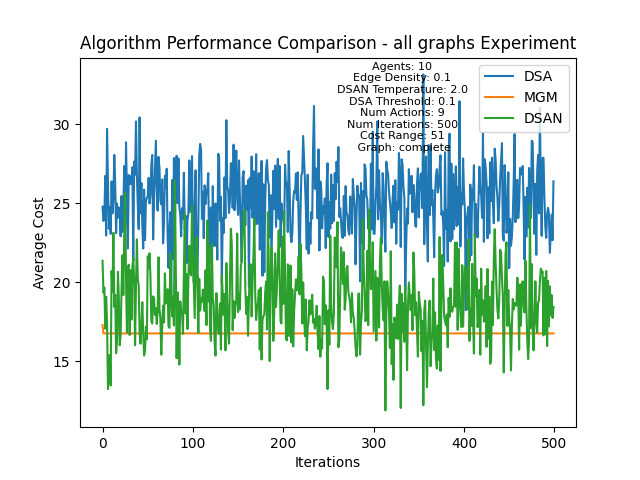 Algorithm Performance Comparison - all graphs Experiment
Agents: 10
Edge Density: 0.1
DSAN Temperature: 2.0
DSA Threshold: 0.1
Num Actions: 9
Num Iterations: 500
Cost Range: 51
Graph: complete
DSA
MGM
DSAN
Average Cost
30
25
20
15
0
100
200
300
400
500
Iterations